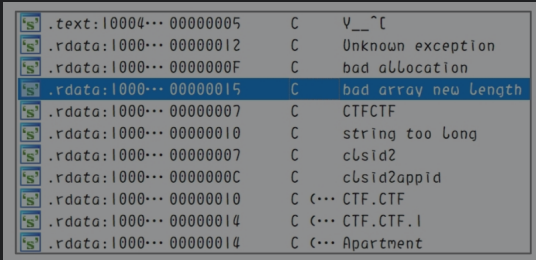 's' .text:10004··· 00000005 C Y__^[
's' .rdata:1000··· 00000012 C Unknown exception
's' .rdata:1000··· 0000000F C bad allocation
's' .rdata:1000··· 00000015 C bad array new length
's' .rdata:1000··· 00000007 C CTFCTF
's' .rdata:1000··· 00000010 C string too long
's' .rdata:1000··· 00000007 C clsid2
's' .rdata:1000··· 0000000C C clsid2appid
's' .rdata:1000··· 00000010 C (··· CTF.CTF
's' .rdata:1000··· 00000014 C (··· CTF.CTF.1
's' .rdata:1000··· 00000014 C (··· Apartment